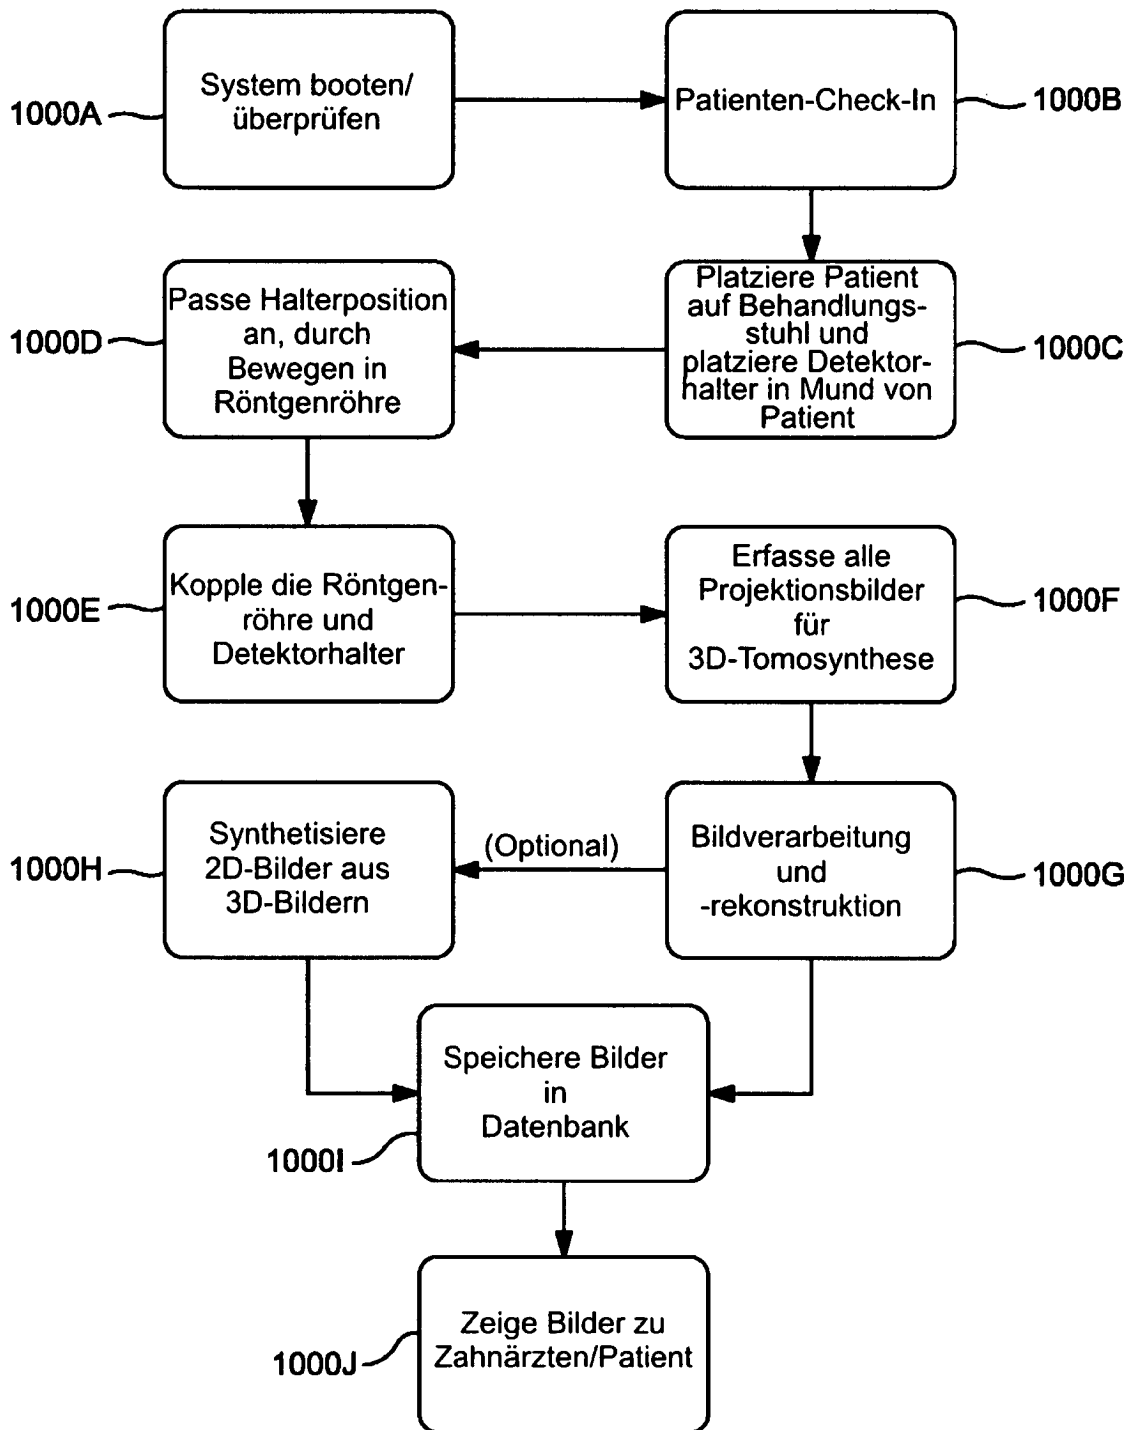 System booten/
überprüfen
1000A
Patienten-Check-In
1000B
Platziere Patient
auf Behandlungs-
stuhl und
platziere Detektor-
halter in Mund von
Patient
1000C
Passe Halterposition
an, durch
Bewegen in
Röntgenröhre
1000D
Kopple die Röntgen-
röhre und
Detektorhalter
1000E
Erfasse alle
Projektionsbilder
für
3D-Tomosynthese
1000F
Bildverarbeitung
und
-rekonstruktion
1000G
(Optional)
Synthetisiere
2D-Bilder aus
3D-Bildern
1000H
Speichere Bilder
in
Datenbank
1000I
Zeige Bilder zu
Zahnärzten/Patient
1000J